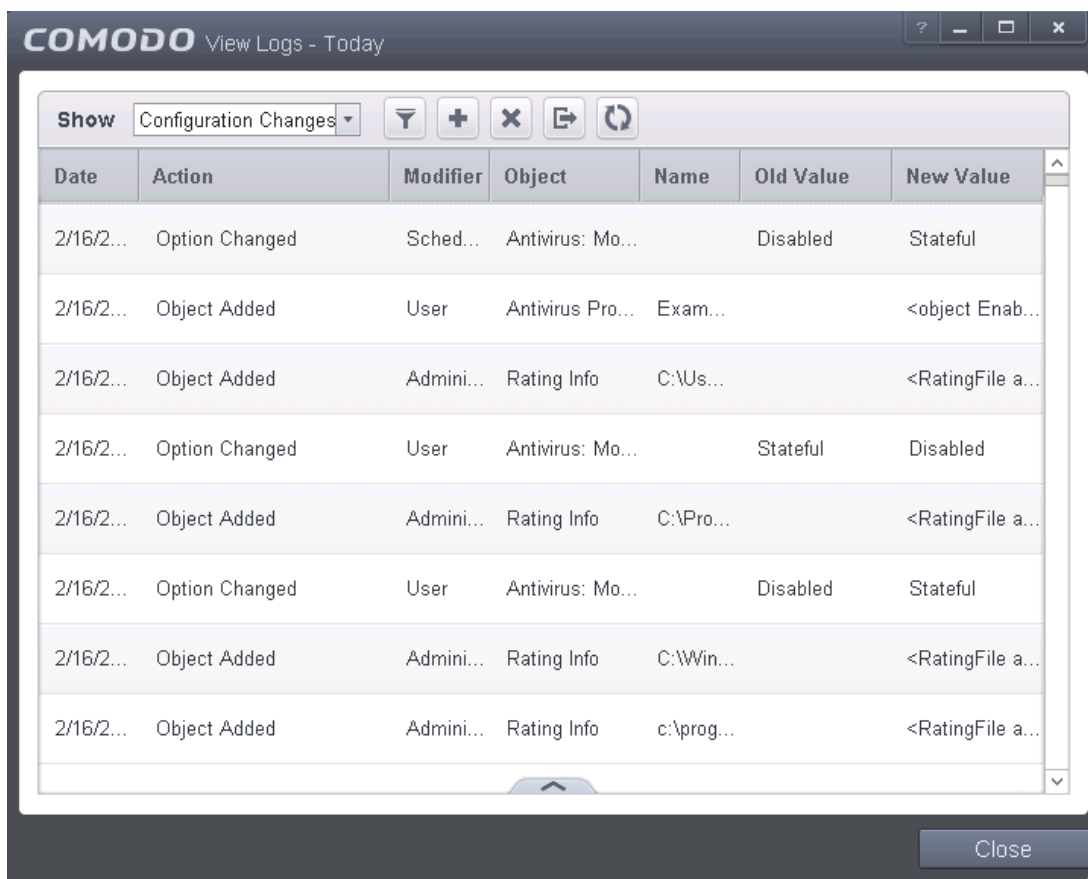 COMODO View Logs - Today
?
Show Configuration Changes
Date Action Modifier Object Name Old Value New Value
2/16/2... Option Changed Sched... Antivirus: Mo... Disabled Stateful
2/16/2... Object Added User Antivirus Pro... Exam... <object Enab...
2/16/2... Object Added Admini... Rating Info C:\Us... <RatingFile a...
2/16/2... Option Changed User Antivirus: Mo... Stateful Disabled
2/16/2... Object Added Admini... Rating Info C:\Pro... <RatingFile a...
2/16/2... Option Changed User Antivirus: Mo... Disabled Stateful
2/16/2... Object Added Admini... Rating Info C:\Win... <RatingFile a...
2/16/2... Object Added Admini... Rating Info c:\prog... <RatingFile a...
Close